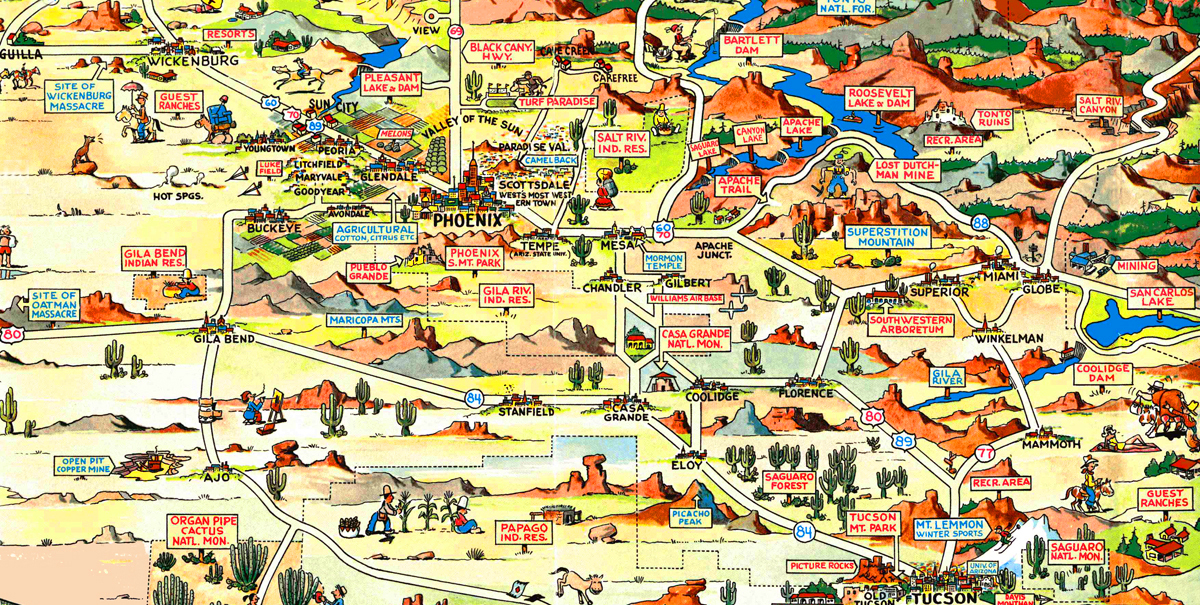 TONTO
NATL. FOR.
VIEW
69
BLACK CANY.
HWY.
CAVE CREEK
CAREFREE
BARTLETT
DAM
RESORTS
WICKENBURG
GUILLA
SITE OF
WICKENBURG
MASSACRE
GUEST
RANCHES
PLEASANT
LAKE & DAM
60
70
89
SUN
CITY
MELONS
TURF PARADISE
VALLEY OF THE SUN
PARADISE VAL.
CAMELBACK
SALT RIV.
IND. RES.
SAGUARO
LAKE
CANYON
LAKE
APACHE
LAKE
ROOSEVELT
LAKE & DAM
TONTO
RUINS
RECR. AREA
SALT RIV.
CANYON
YOUNGTOWN
PEORIA
LUKE
FIELD
LITCHFIELD
MARYVALE
GOODYEAR
GLENDALE
HOT SPGS.
AVONDALE
BUCKEYE
AGRICULTURAL
COTTON, CITRUS ETC.
PHOENIX
SCOTTSDALE
WEST'S MOST WEST
ERN TOWN
APACHE
TRAIL
LOST DUTCH-
MAN MINE
88
GILA BEND
INDIAN RES.
PUEBLO
GRANDE
PHOENIX
S. MT. PARK
TEMPE
(ARIZ. STATE UNIV.)
MESA
60
70
APACHE
JUNCT.
SUPERSTITION
MOUNTAIN
MORMON
TEMPLE
CHANDLER
GILBERT
WILLIAMS AIR BASE
SUPERIOR
MIAMI
GLOBE
MINING
SAN CARLOS
LAKE
SITE OF
OATMAN
MASSACRE
80
GILA BEND
MARICOPA MTS.
GILA RIV.
IND. RES.
CASA GRANDE
NATL. MON.
SOUTHWESTERN
ARBORETUM
WINKELMAN
COOLIDGE
DAM
GILA
RIVER
84
STANFIELD
CASA
GRANDE
COOLIDGE
FLORENCE
80
89
77
MAMMOTH
OPEN PIT
COPPER MINE
AJO
ELOY
SAGUARO
FOREST
RECR. AREA
GUEST
RANCHES
ORGAN PIPE
CACTUS
NATL. MON.
PAPAGO
IND. RES.
PICACHO
PEAK
84
TUCSON
MT. PARK
MT. LEMMON
WINTER SPORTS
SAGUARO
NATL. MON.
PICTURE ROCKS
UNIV. OF
ARIZONA
OLD
TUCSON
TUCSON
DAVIS
MONTHAN